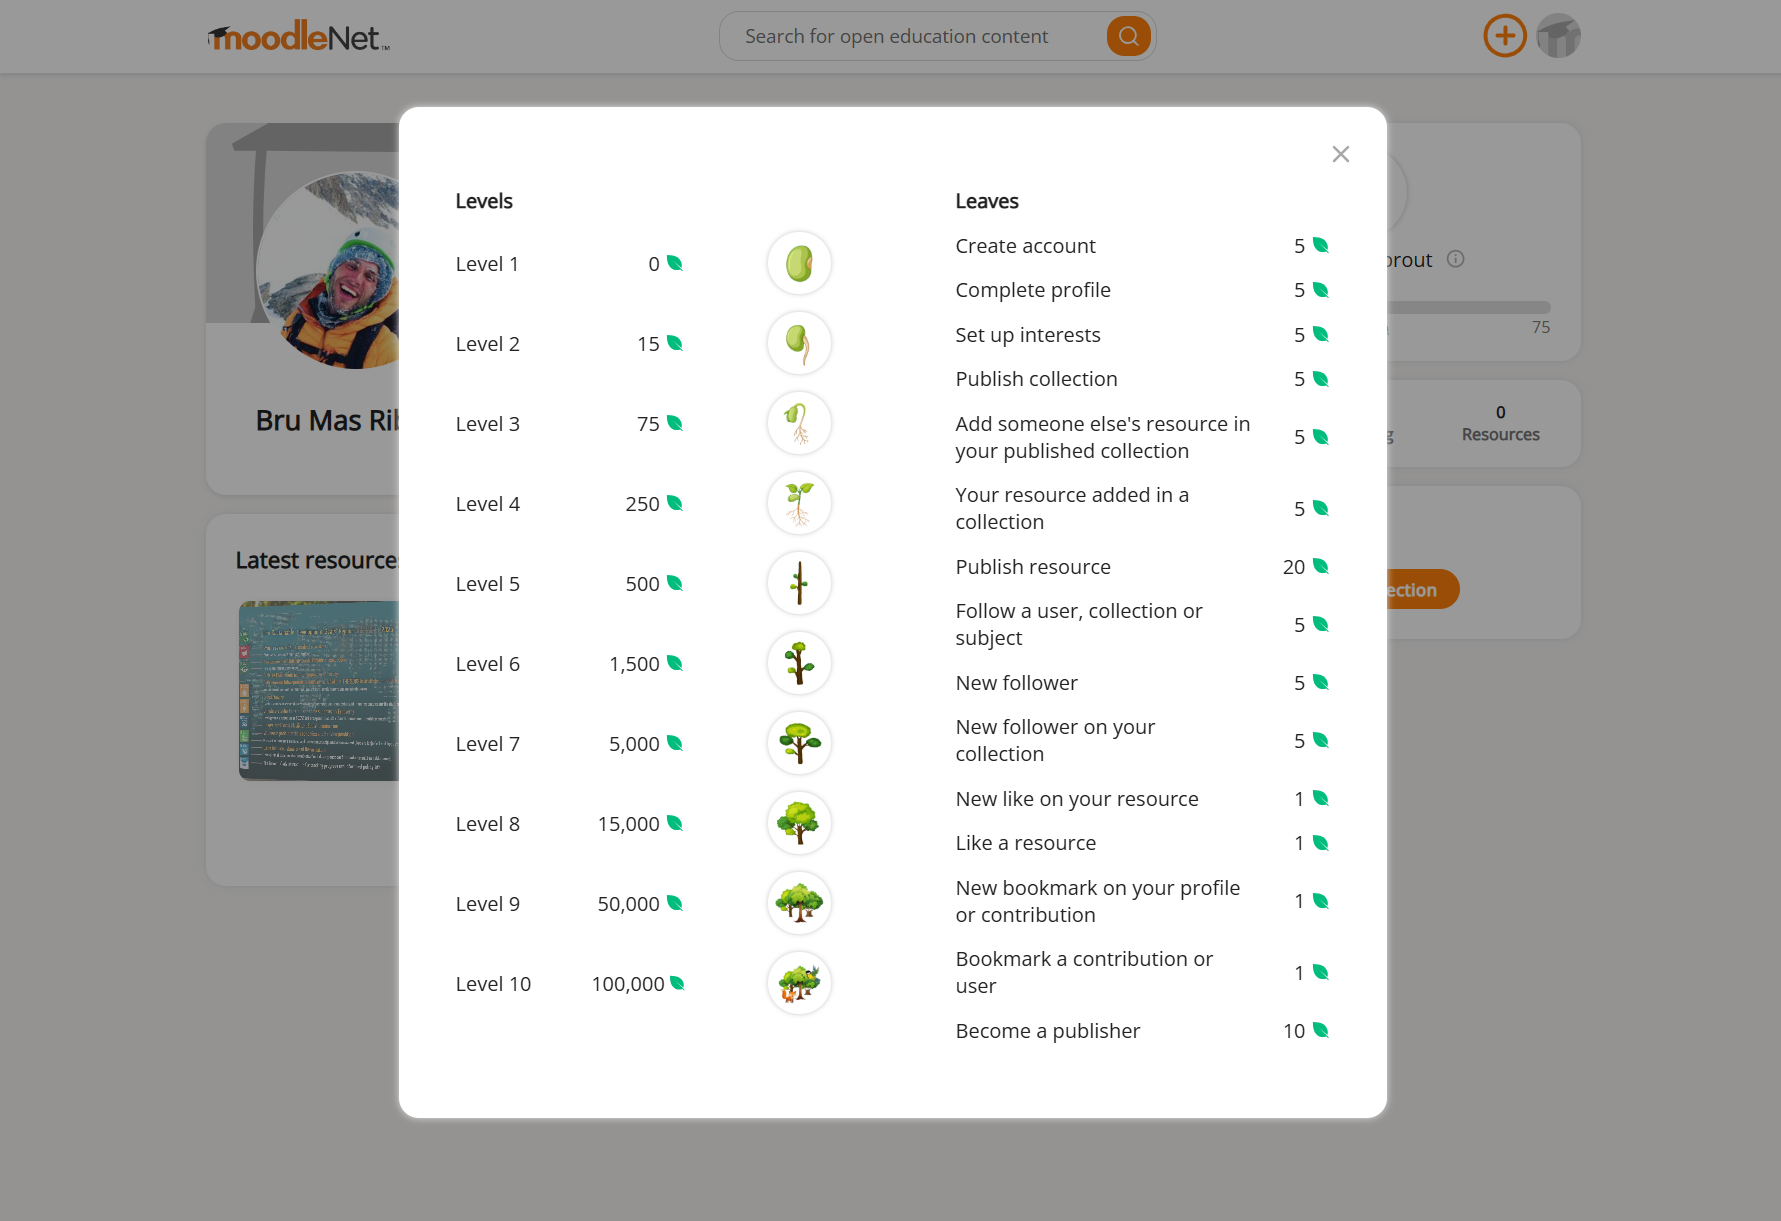 moodleNet™
Search for open education content
Levels
Level 1 0
Level 2 15
Level 3 75
Level 4 250
Level 5 500
Level 6 1,500
Level 7 5,000
Level 8 15,000
Level 9 50,000
Level 10 100,000
Leaves
Create account 5
Complete profile 5
Set up interests 5
Publish collection 5
Add someone else's resource in
your published collection 5
Your resource added in a
collection 5
Publish resource 20
Follow a user, collection or
subject 5
New follower 5
New follower on your
collection 5
New like on your resource 1
Like a resource 1
New bookmark on your profile
or contribution 1
Bookmark a contribution or
user 1
Become a publisher 10
Bru Mas Rib
Latest resource
prout
75
0
g Resources
ection